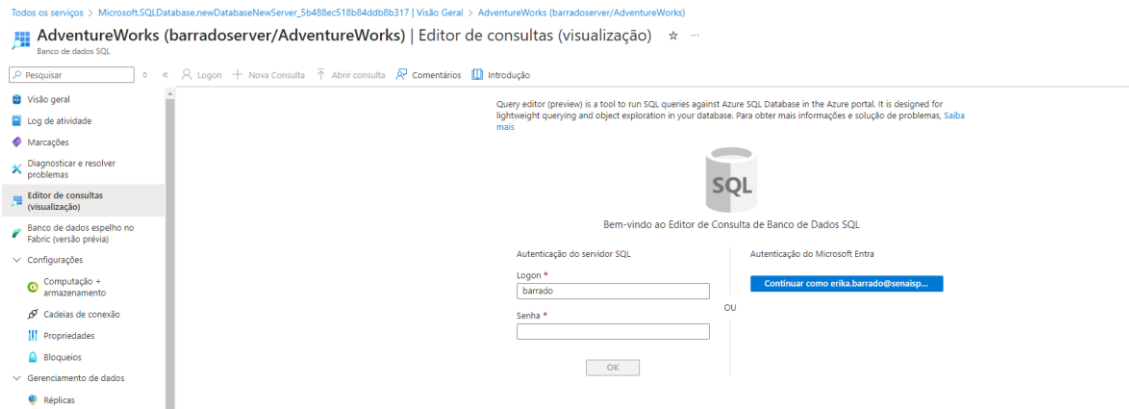 Todos os serviços > Microsoft.SQLDatabase.newDatabaseNewServer_5b488ec518b84ddb8b317 | Visão Geral > AdventureWorks (barradoserver/AdventureWorks)
AdventureWorks (barradoserver/AdventureWorks) | Editor de consultas (visualização)
Banco de dados SQL
Pesquisar
Logon
Nova Consulta
Abrir consulta
Comentários
Introdução
Visão geral
Log de atividade
Marcações
Diagnosticar e resolver
problemas
Editor de consultas
(visualização)
Banco de dados espelho no
Fabric (versão prévia)
Configurações
Computação +
armazenamento
Cadeias de conexão
Propriedades
Bloqueios
Gerenciamento de dados
Réplicas
Query editor (preview) is a tool to run SQL queries against Azure SQL Database in the Azure portal. It is designed for
lightweight querying and object exploration in your database. Para obter mais informações e solução de problemas, Saiba
mais
SQL
Bem-vindo ao Editor de Consulta de Banco de Dados SQL
Autenticação do servidor SQL
Logon *
barrado
Senha *
OK
OU
Autenticação do Microsoft Entra
Continuar como erika.barrado@senaisp...